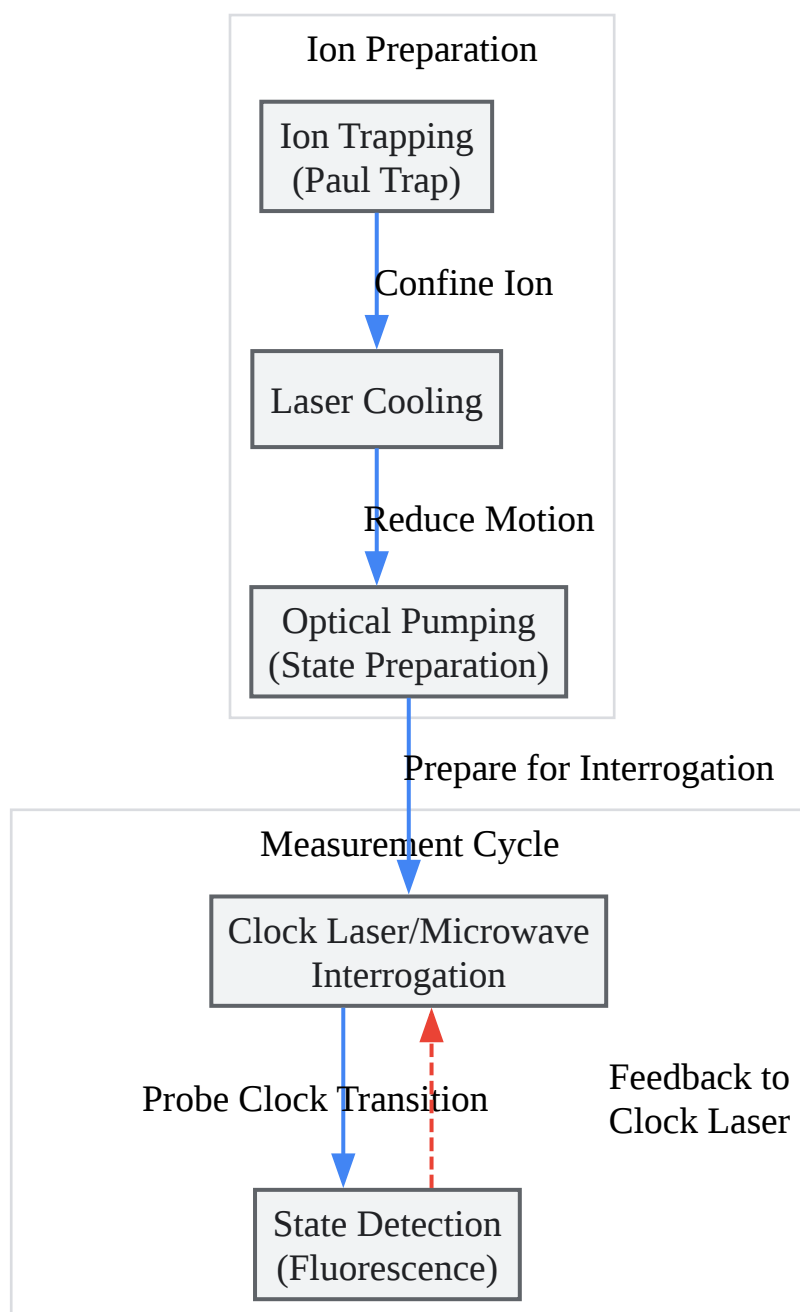 Ion Preparation
Ion Trapping
(Paul Trap)
Confine Ion
Laser Cooling
Reduce Motion
Optical Pumping
(State Preparation)
Prepare for Interrogation
Measurement Cycle
Clock Laser/Microwave
Interrogation
Probe Clock Transition
Feedback to
Clock Laser
State Detection
(Fluorescence)